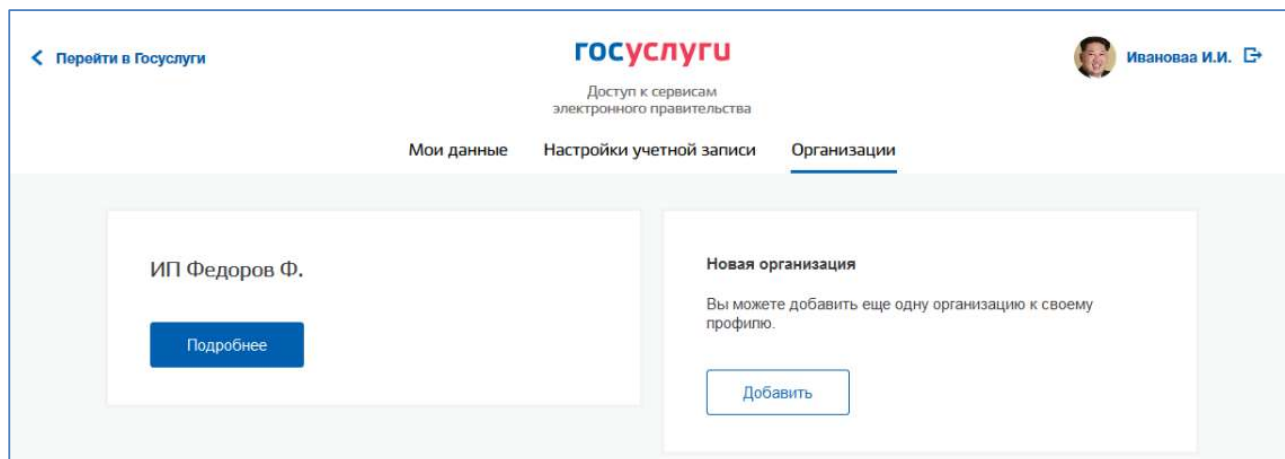 Перейти в Госуслуги
госуслуги
Ивановаа И.И.
Доступ к сервисам
электронного правительства
Мои данные Настройки учетной записи Организации
ИП Федоров Ф.
Подробнее
Новая организация
Вы можете добавить еще одну организацию к своему
профилю.
Добавить